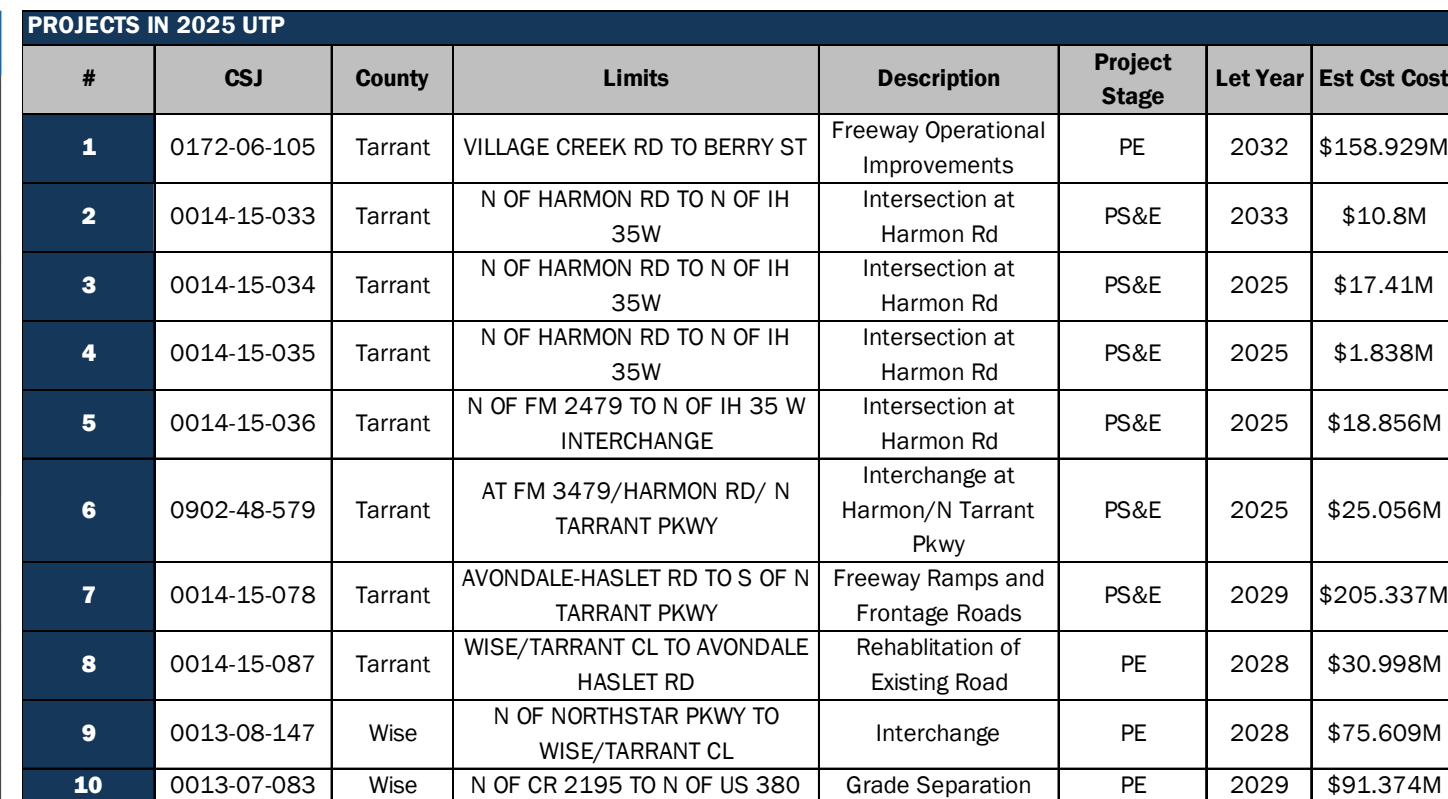 PROJECTS IN 2025 UTP
# CSJ County Limits Description Project Stage Let Year Est Cst Cost
1 0172-06-105 Tarrant VILLAGE CREEK RD TO BERRY ST Freeway Operational Improvements PE 2032 $158.929M
2 0014-15-033 Tarrant N OF HARMON RD TO N OF IH 35W Intersection at Harmon Rd PS&E 2033 $10.8M
3 0014-15-034 Tarrant N OF HARMON RD TO N OF IH 35W Intersection at Harmon Rd PS&E 2025 $17.41M
4 0014-15-035 Tarrant N OF HARMON RD TO N OF IH 35W Intersection at Harmon Rd PS&E 2025 $1.838M
5 0014-15-036 Tarrant N OF FM 2479 TO N OF IH 35 W INTERCHANGE Intersection at Harmon Rd PS&E 2025 $18.856M
6 0902-48-579 Tarrant AT FM 3479/HARMON RD/ N TARRANT PKWY Interchange at Harmon/N Tarrant Pkwy PS&E 2025 $25.056M
7 0014-15-078 Tarrant AVONDALE-HASLET RD TO S OF N TARRANT PKWY Freeway Ramps and Frontage Roads PS&E 2029 $205.337M
8 0014-15-087 Tarrant WISE/TARRANT CL TO AVONDALE HASLET RD Rehablitation of Existing Road PE 2028 $30.998M
9 0013-08-147 Wise N OF NORTHSTAR PKWY TO WISE/TARRANT CL Interchange PE 2028 $75.609M
10 0013-07-083 Wise N OF CR 2195 TO N OF US 380 Grade Separation PE 2029 $91.374M